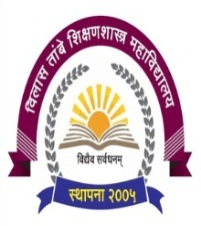 विलास तांबे शिक्षणशास्त्र महाविद्यालय
विद्यैव सर्वधनम्
स्थापना २००५